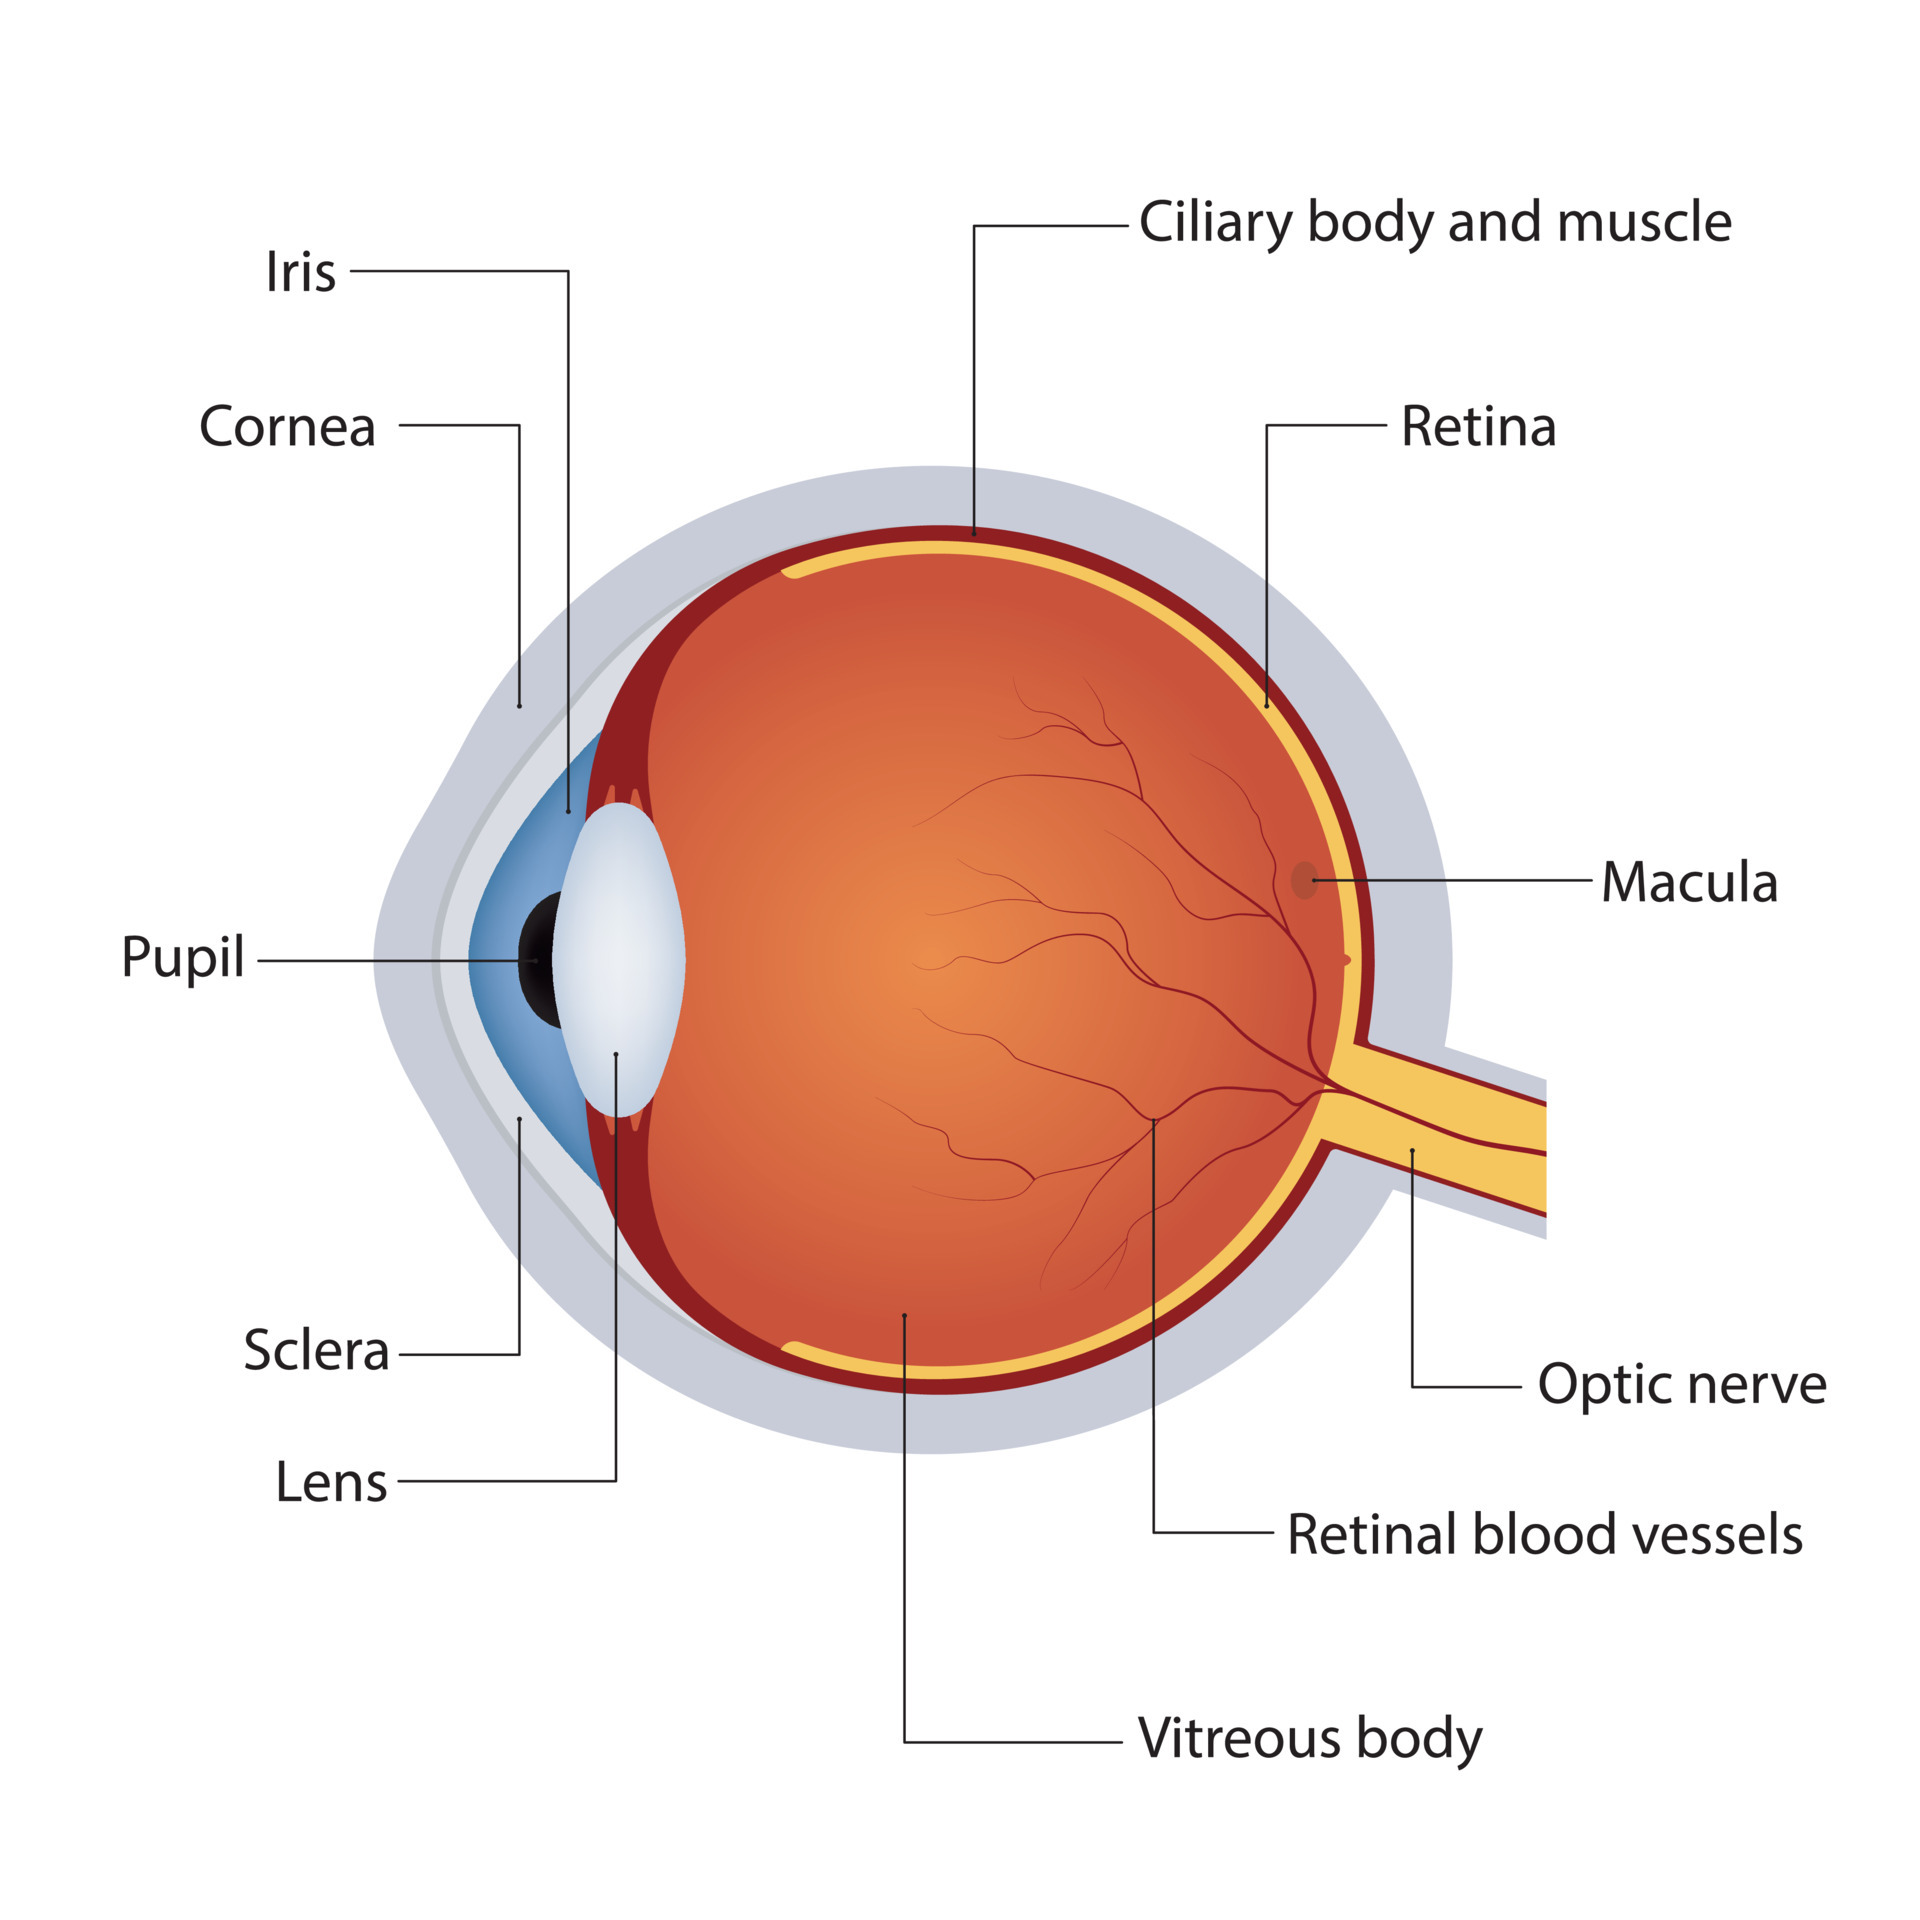 Ciliary body and muscle
Iris
Cornea
Retina
Macula
Pupil
Sclera
Optic nerve
Lens
Retinal blood vessels
Vitreous body